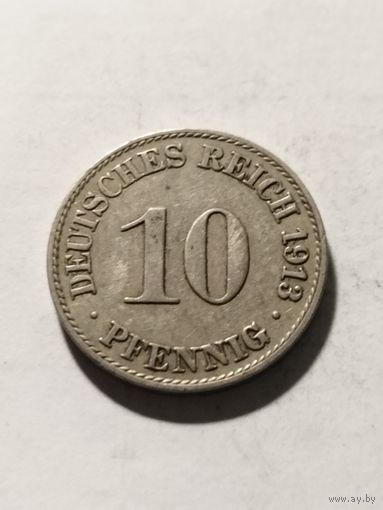 DEUTSCHES REICH 1913
10
· PFENNIG ·
www.ay.by